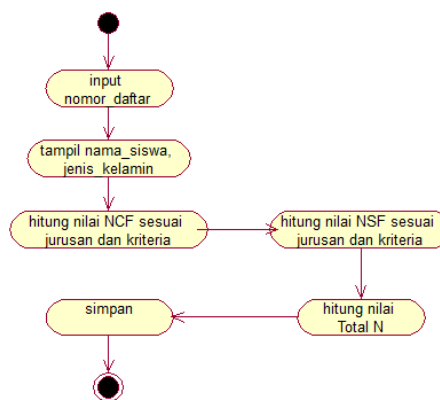 input
nomor_daftar
tampil nama_siswa,
jenis_kelamin
hitung nilai NCF sesuai
jurusan dan kriteria
hitung nilai NSF sesuai
jurusan dan kriteria
hitung nilai
Total N
simpan